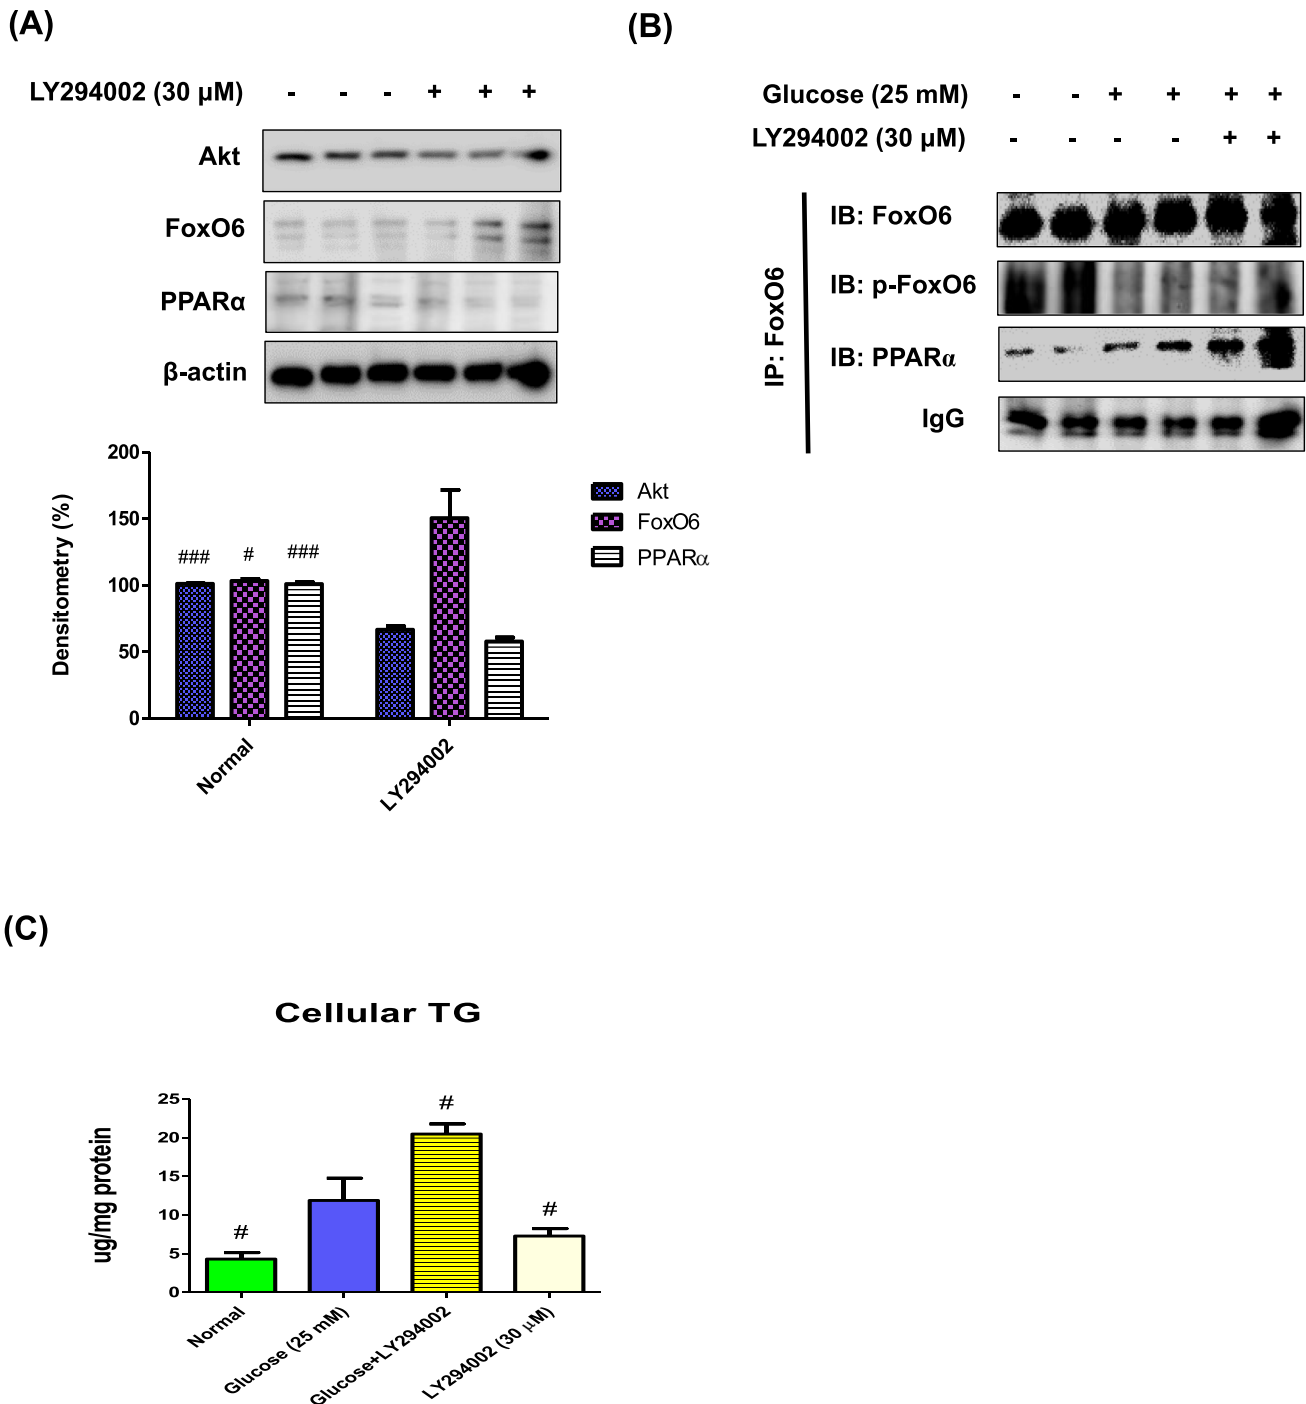 (A)
LY294002 (30 µM) - - - + + +
Akt
FoxO6
PPARα
β-actin
200
150
100
50
0
Densitometry (%)
### # ###
Normal
LY294002
Akt
FoxO6
PPARα
(B)
Glucose (25 mM) - - + + + +
LY294002 (30 µM) - - - - + +
IP: FoxO6
IB: FoxO6
IB: p-FoxO6
IB: PPARα
IgG
(C)
Cellular TG
25
20
15
10
5
0
ug/mg protein
#
#
#
Normal
Glucose (25 mM)
Glucose+LY294002
LY294002 (30 µM)